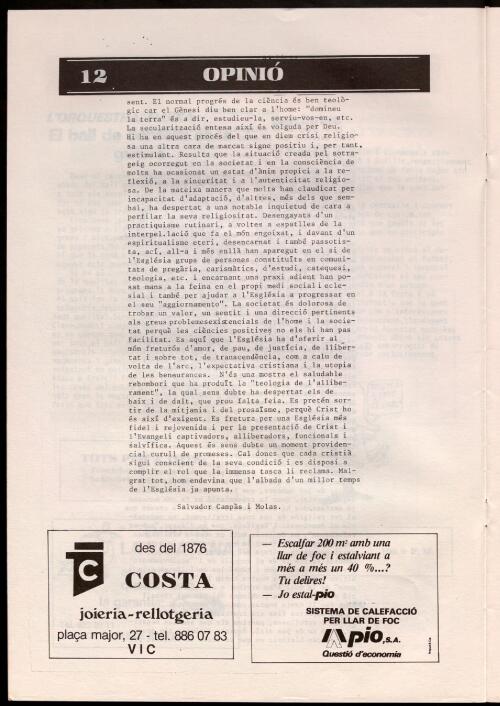 12
OPINIÓ
sent. El normal progrés de la ciència és ben teolò-
gic car el Gènesi diu ben clar a l'home: "domineu
la terra" és a dir, estudieu-la, serviu-vos-en, etc.
La secularització entesa així és volguda per Deu.
Hi ha en aquest procés del que en diem crisi religio-
sa una altra cara de marcat signe positiu i, per tant,
estimulant. Resulta que la situació creada pel sotra-
geig ocorregut en la societat i en la consciència de
molta ha ocasionat un estat d'ànim propici a la re-
flexió, a la sinceritat i a l'autenticitat religio-
sa. De la mateixa manera que molts han claudicat per
incapacitat d'adaptació, d'altres, més dels que sem-
bal, ha despertat a una notable inquietud de cara a
perfilar la seva religiositat. Desenganyats d'un
practiquisme rutinari, a voltes a espatlles de la
interpel.lació que fa el món engoixat, i davant d'un
espiritualisme eteri, desencarnat i també passotis-
ta, ací, all-a i més enllà han aparegut en el si de
l'Església grups de persones constituïts en comuni-
tats de pregària, carismàtics, d'estudi, catequesi,
teologia, etc. i encarnant una praxi adient han po-
sat mans a la feina en el propi medi social i ecle-
sial i també per ajudar a l'Església a progressar en
el seu "aggiornamento". La societat és dolorosa de
trobar un valor, un sentit i una direcció pertinents
als greus problemes existencials de l'home i la socie-
tat perquè les ciències positives no els hi han pas
facilitat. Es aquí que l'Església ha d'oferir al
món freturós d'amor, de pau, de justícia, de lliber-
tat i sobre tot, de transcendència, com a calu de
volta de l'arc, l'expectativa cristiana i la utopia
de les benaurances. N'és una mostra el saludable
rebombori que ha produït la "teologia de l'allibe-
rament", la qual sens dubte ha despertat els de
baix i de dalt, que prou falta feia. Es pretén sor-
tir de la mitjania i del prosaïsme, perquè Crist ho
és així d'exigent. Es fretura per una Església més
fidel i rejovenida i per la presentació de Crist i
l'Evangeli captivadors, alliberadors, funcionals i
salvífica. Aquest és sens dubte un moment providen-
cial curull de promeses. Cal doncs que cada cristià
sigui conscient de la seva condició i es disposi a
complir el rol que la immensa tasca li reclama. Mal-
grat tot, hom endevina que l'albada d'un millor temps
de l'Església ja apunta.
Salvador Campàs i Molas.
des del 1876
COSTA
joieria-rellotgeria
plaça major, 27 - tel. 886 07 83
VIC
— Escalfar 200 m² amb una
llar de foc i estalviant a
més a més un 40 %...?
Tu delires!
— Jo estal-pio
SISTEMA DE CALEFACCIÓ
PER LLAR DE FOC
pio, S.A.
Questió d'economia